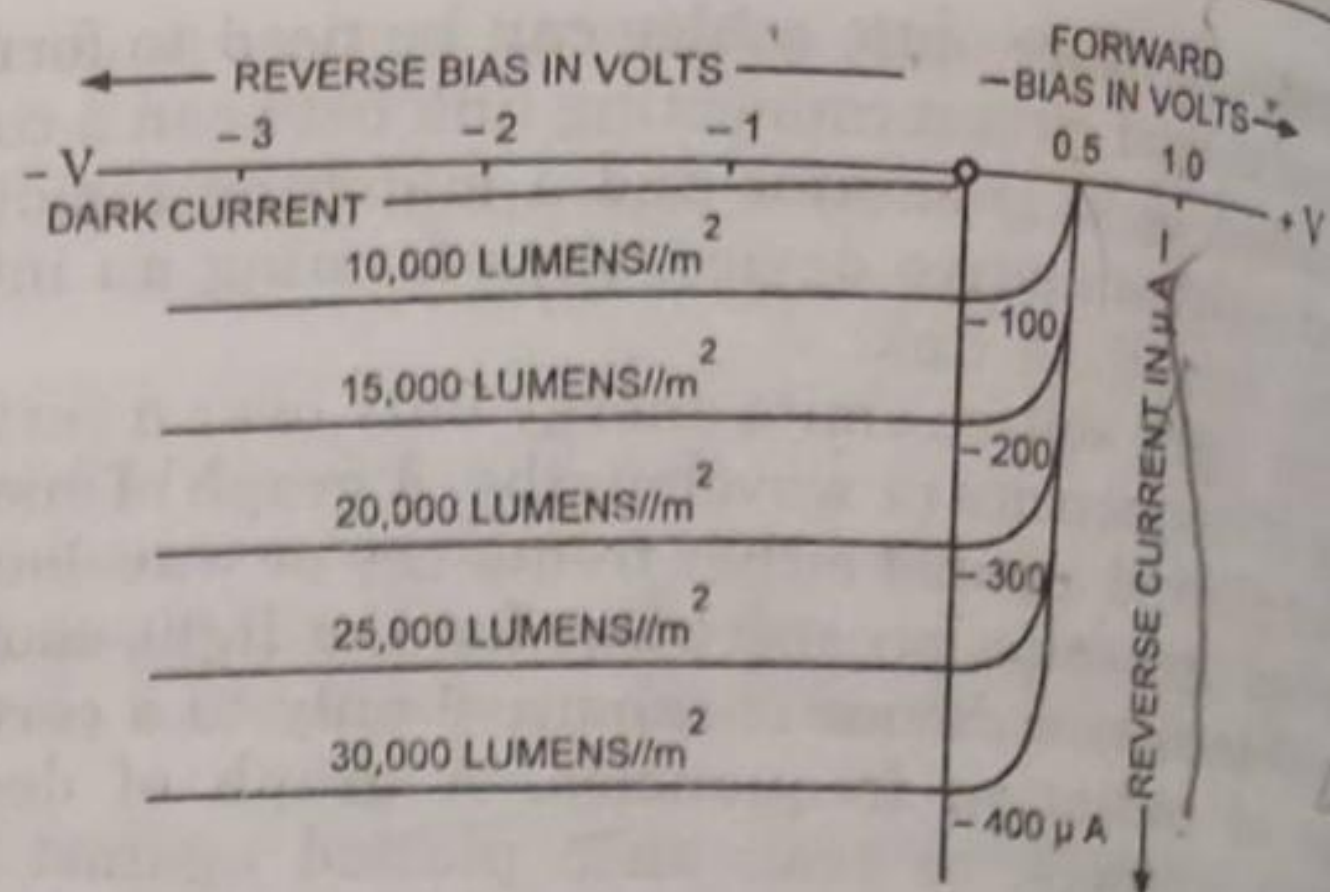 FORWARD
REVERSE BIAS IN VOLTS
BIAS IN VOLTS
- 3
- 2
- 1
0 5
1.0
- V
+ V
DARK CURRENT
10,000 LUMENS//m²
- 100
15,000 LUMENS//m²
- 200
20,000 LUMENS//m²
- 300
25,000 LUMENS//m²
30,000 LUMENS//m²
- 400 µ A
REVERSE CURRENT IN µA